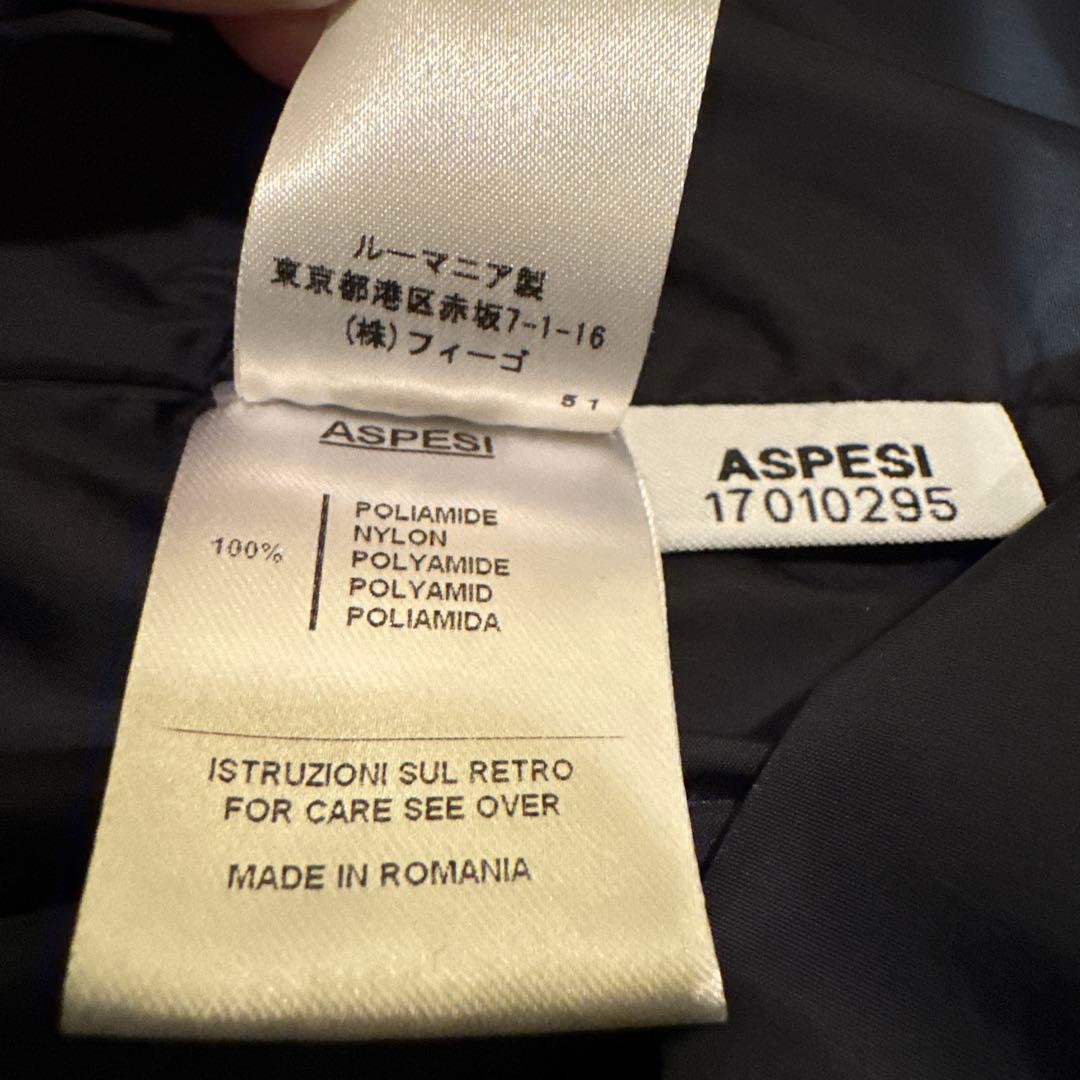 ルーマニア製
東京都港区赤坂7-1-16
(株)フィーゴ
51
ASPESI
100%
POLIAMIDE
NYLON
POLYAMIDE
POLYAMID
POLIAMIDA
ISTRUZIONI SUL RETRO
FOR CARE SEE OVER
MADE IN ROMANIA
ASPESI
17010295